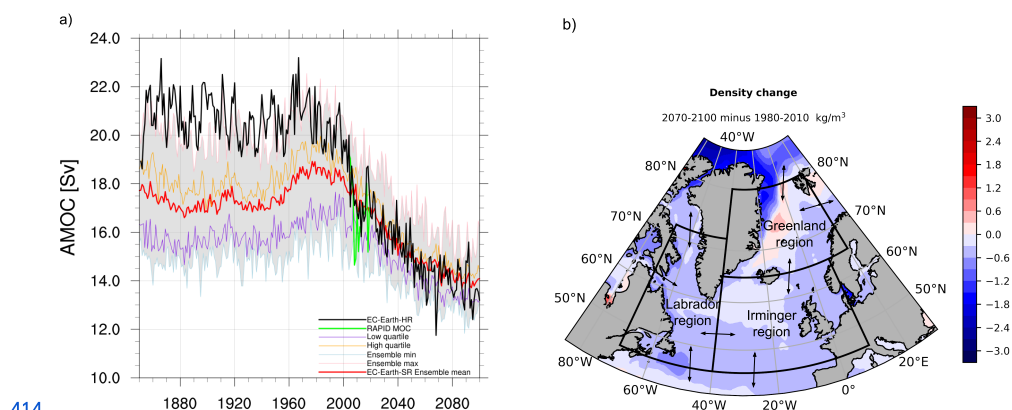 a)
AMOC [Sv]
24.0
22.0
20.0
18.0
16.0
14.0
12.0
10.0
EC-Earth-HR
RAPID MOC
Low quartile
High quartile
Ensemble min
Ensemble max
EC-Earth-SR Ensemble mean
1880 1920 1960 2000 2040 2080
b)
Density change
2070-2100 minus 1980-2010 kg/m³
40°W
80°N 80°N
70°N 70°N
60°N 60°N
50°N 50°N
80°W 20°E
60°W 0°
40°W 20°W
Greenland
region
Labrador
region
Irminger
region
3.0
2.4
1.8
1.2
0.6
0.0
−0.6
−1.2
−1.8
−2.4
−3.0
414